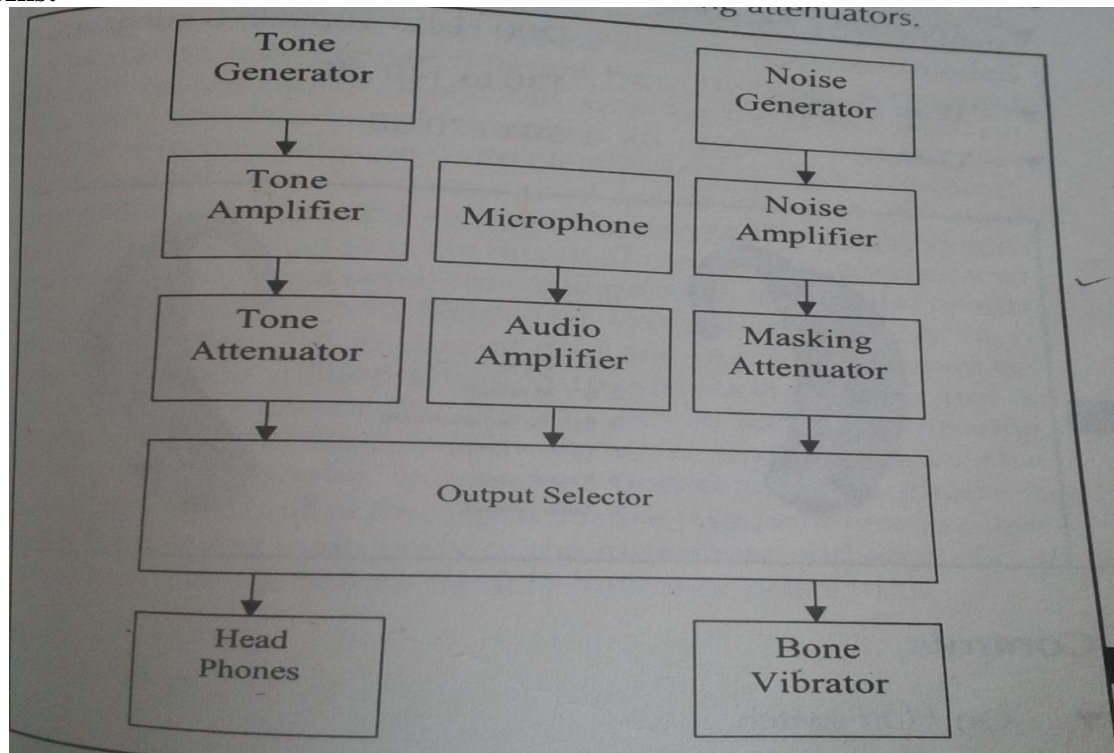 ng attenuators.
Tone
Generator
Noise
Generator
Tone
Amplifier
Microphone
Noise
Amplifier
Tone
Attenuator
Audio
Amplifier
Masking
Attenuator
Output Selector
Head
Phones
Bone
Vibrator